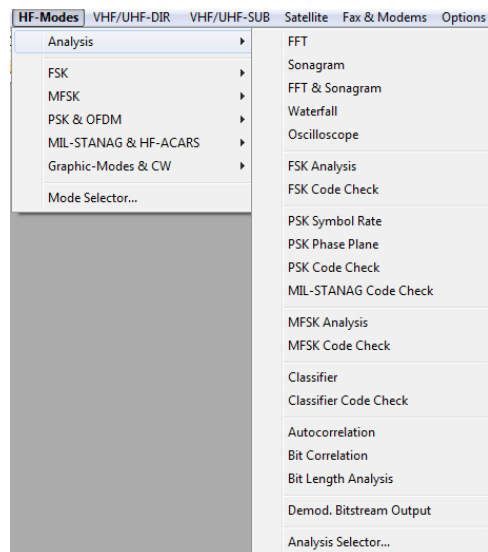 HF-Modes VHF/UHF-DIR VHF/UHF-SUB Satellite Fax & Modems Options
Analysis
FSK
MFSK
PSK & OFDM
MIL-STANAG & HF-ACARS
Graphic-Modes & CW
Mode Selector...
FFT
Sonagram
FFT & Sonagram
Waterfall
Oscilloscope
FSK Analysis
FSK Code Check
PSK Symbol Rate
PSK Phase Plane
PSK Code Check
MIL-STANAG Code Check
MFSK Analysis
MFSK Code Check
Classifier
Classifier Code Check
Autocorrelation
Bit Correlation
Bit Length Analysis
Demod. Bitstream Output
Analysis Selector...